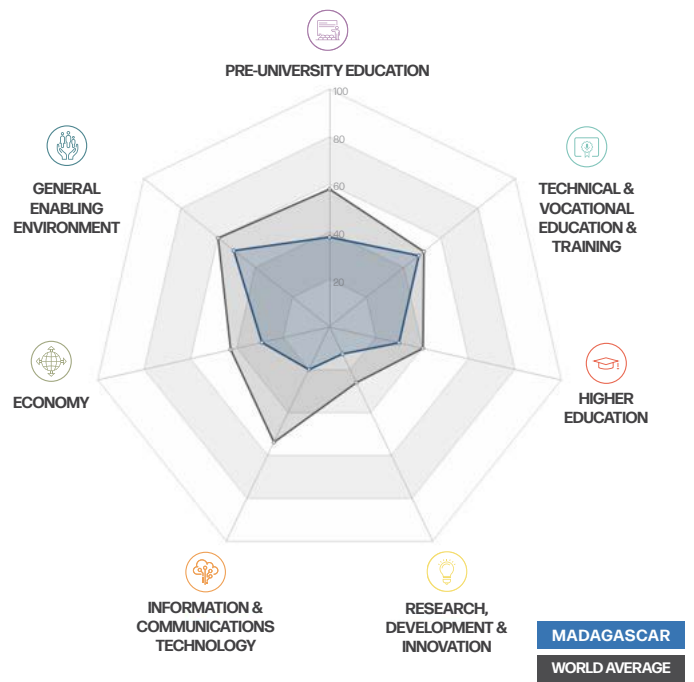 PRE-UNIVERSITY EDUCATION
100
80
60
40
20
GENERAL
ENABLING
ENVIRONMENT
TECHNICAL &
VOCATIONAL
EDUCATION &
TRAINING
ECONOMY
HIGHER
EDUCATION
INFORMATION &
COMMUNICATIONS
TECHNOLOGY
RESEARCH,
DEVELOPMENT &
INNOVATION
MADAGASCAR
WORLD AVERAGE